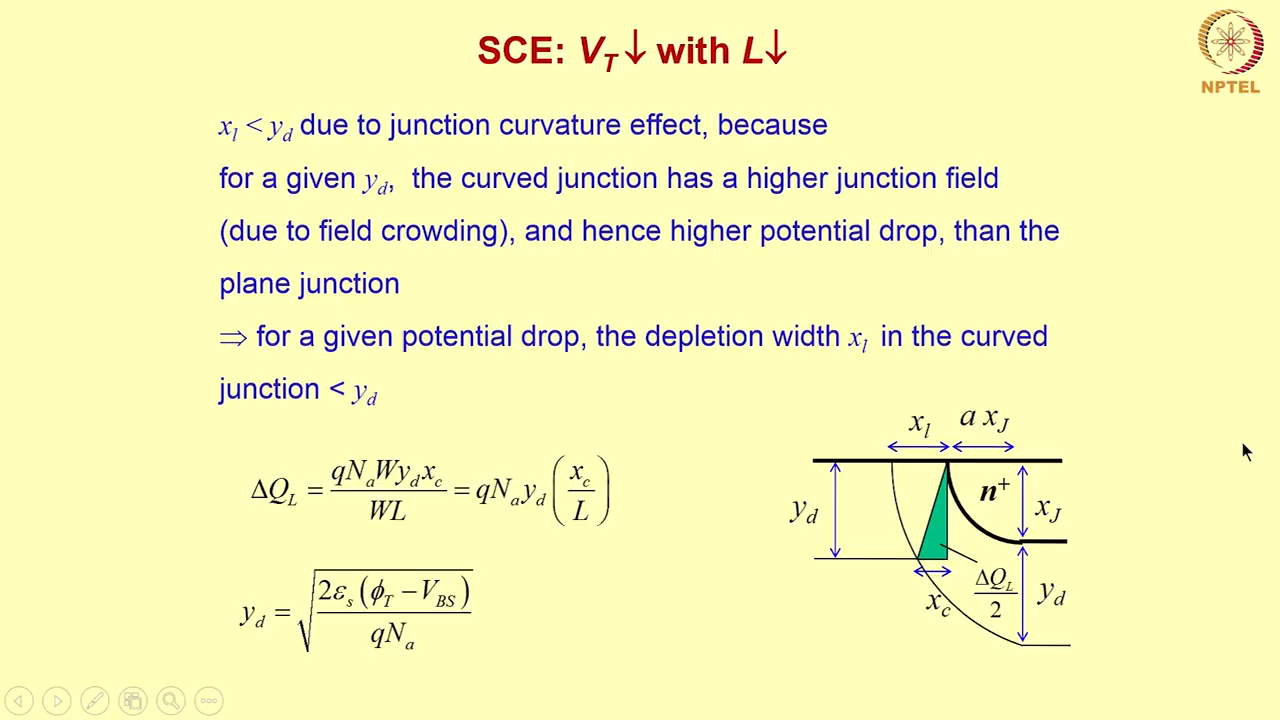 SCE: V_T ↓ with L↓
NPTEL
x_l < y_d due to junction curvature effect, because
for a given y_d, the curved junction has a higher junction field
(due to field crowding), and hence higher potential drop, than the
plane junction
⇒ for a given potential drop, the depletion width x_l in the curved
junction < y_d
ΔQ_L = qN_aWy_dx_c / WL = qN_ay_d (x_c / L)
y_d = √(2ε_s(ϕ_T − V_BS) / qN_a)
x_l a x_J
n⁺
y_d x_J
ΔQ_L / 2
x_c y_d